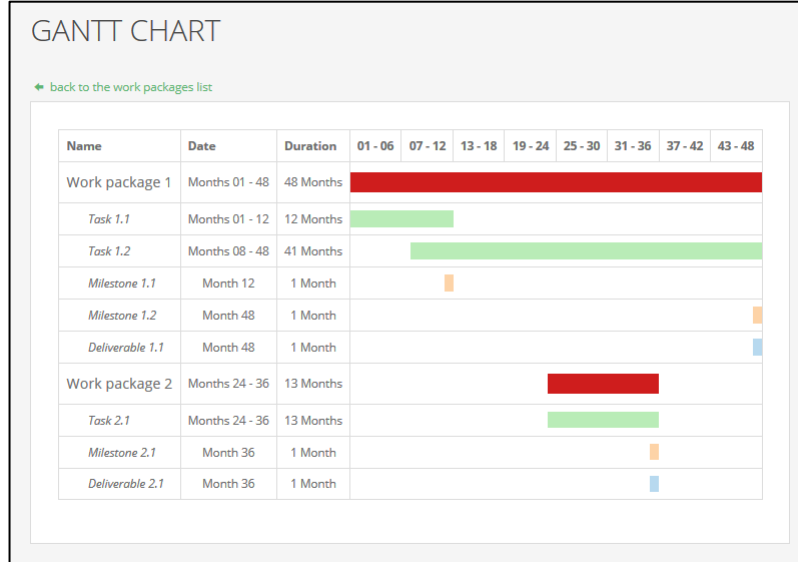 GANTT CHART
back to the work packages list
Name Date Duration 01 - 06 07 - 12 13 - 18 19 - 24 25 - 30 31 - 36 37 - 42 43 - 48
Work package 1 Months 01 - 48 48 Months
Task 1.1 Months 01 - 12 12 Months
Task 1.2 Months 08 - 48 41 Months
Milestone 1.1 Month 12 1 Month
Milestone 1.2 Month 48 1 Month
Deliverable 1.1 Month 48 1 Month
Work package 2 Months 24 - 36 13 Months
Task 2.1 Months 24 - 36 13 Months
Milestone 2.1 Month 36 1 Month
Deliverable 2.1 Month 36 1 Month